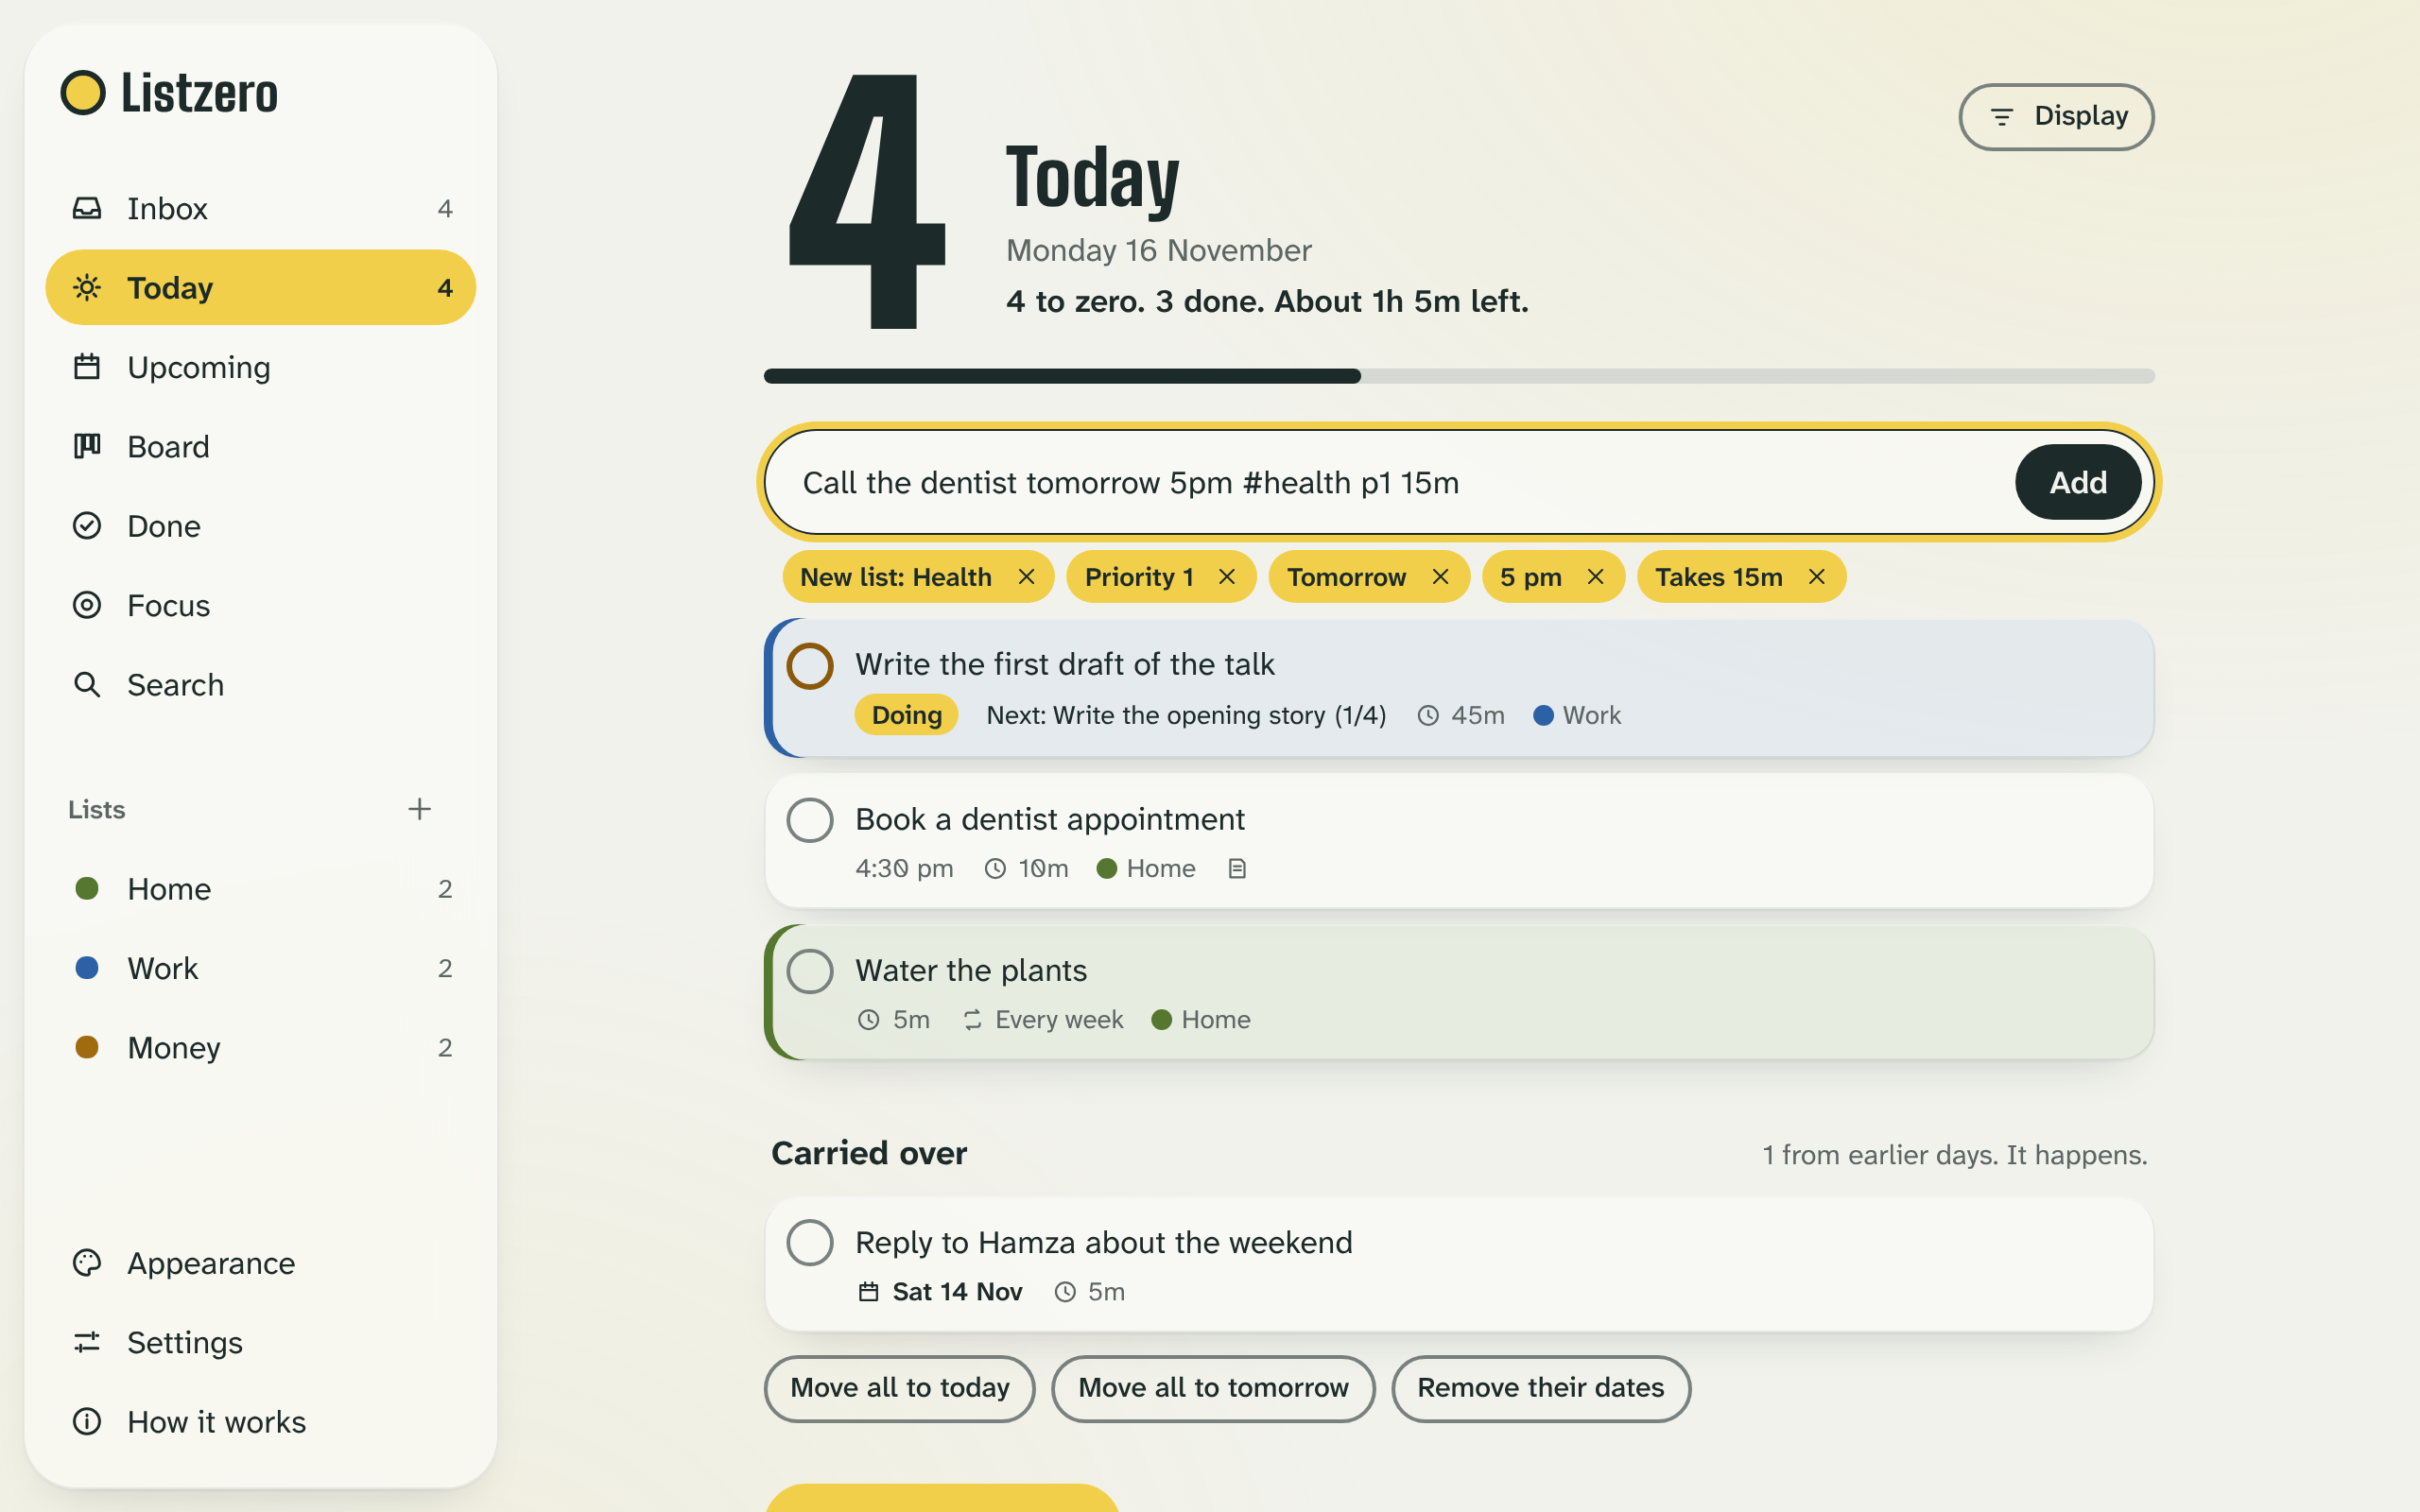 Listzero
Inbox 4
Today 4
Upcoming
Board
Done
Focus
Search
Lists
Home 2
Work 2
Money 2
Appearance
Settings
How it works
4
Today
Monday 16 November
4 to zero. 3 done. About 1h 5m left.
Display
Call the dentist tomorrow 5pm #health p1 15m
Add
New list: Health
Priority 1
Tomorrow
5 pm
Takes 15m
Write the first draft of the talk
Doing Next: Write the opening story (1/4) 45m Work
Book a dentist appointment
4:30 pm 10m Home
Water the plants
5m Every week Home
Carried over
1 from earlier days. It happens.
Reply to Hamza about the weekend
Sat 14 Nov 5m
Move all to today
Move all to tomorrow
Remove their dates